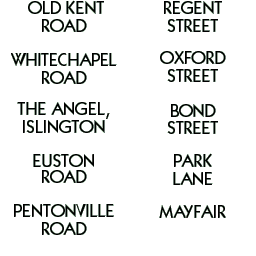 OLD KENT
ROAD
WHITECHAPEL
ROAD
THE ANGEL,
ISLINGTON
EUSTON
ROAD
PENTONVILLE
ROAD
REGENT
STREET
OXFORD
STREET
BOND
STREET
PARK
LANE
MAYFAIR